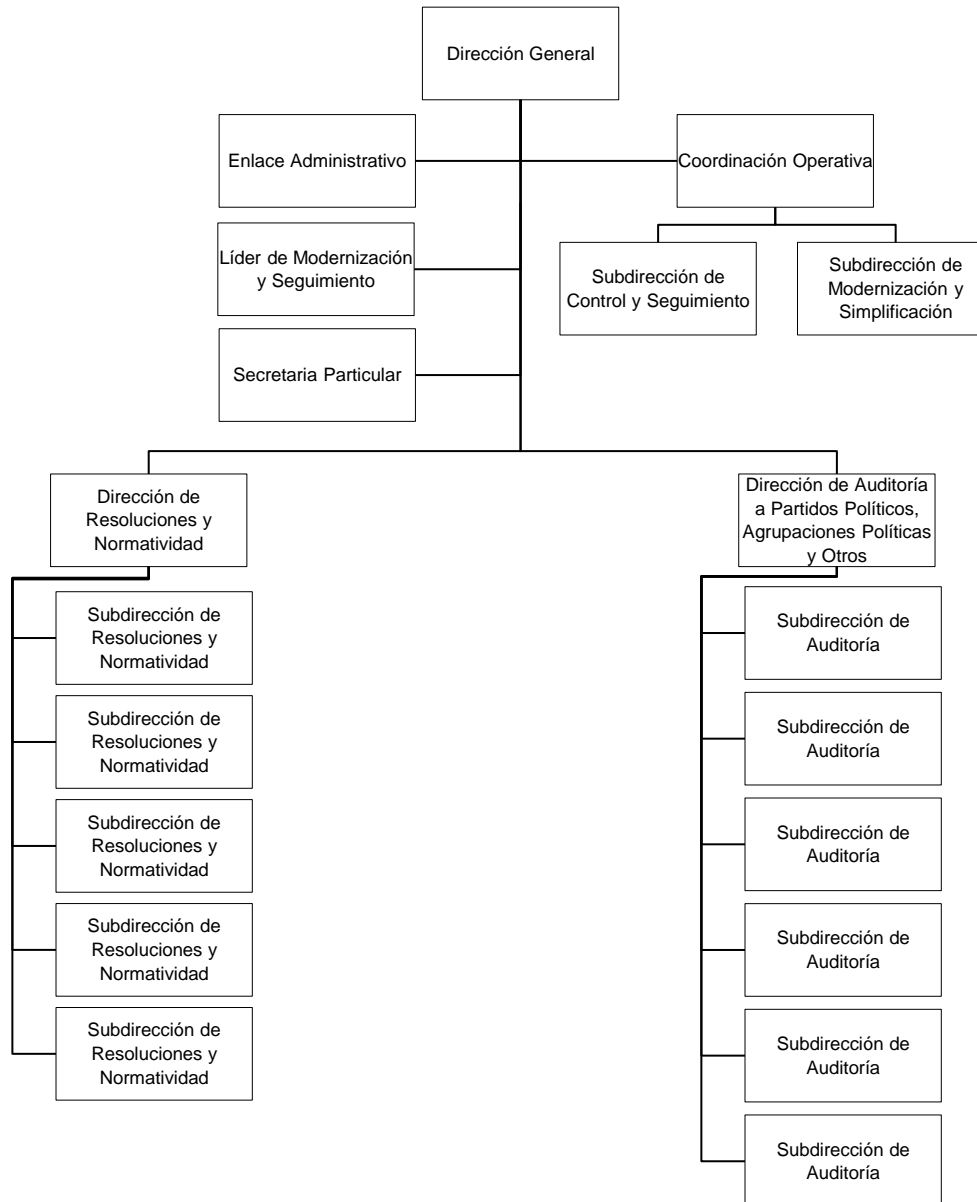 Dirección General
Enlace Administrativo
Coordinación Operativa
Líder de Modernización
y Seguimiento
Subdirección de
Control y Seguimiento
Subdirección de
Modernización y
Simplificación
Secretaria Particular
Dirección de
Resoluciones y
Normatividad
Dirección de Auditoría
a Partidos Políticos,
Agrupaciones Políticas
y Otros
Subdirección de
Resoluciones y
Normatividad
Subdirección de
Resoluciones y
Normatividad
Subdirección de
Resoluciones y
Normatividad
Subdirección de
Resoluciones y
Normatividad
Subdirección de
Resoluciones y
Normatividad
Subdirección de
Auditoría
Subdirección de
Auditoría
Subdirección de
Auditoría
Subdirección de
Auditoría
Subdirección de
Auditoría
Subdirección de
Auditoría